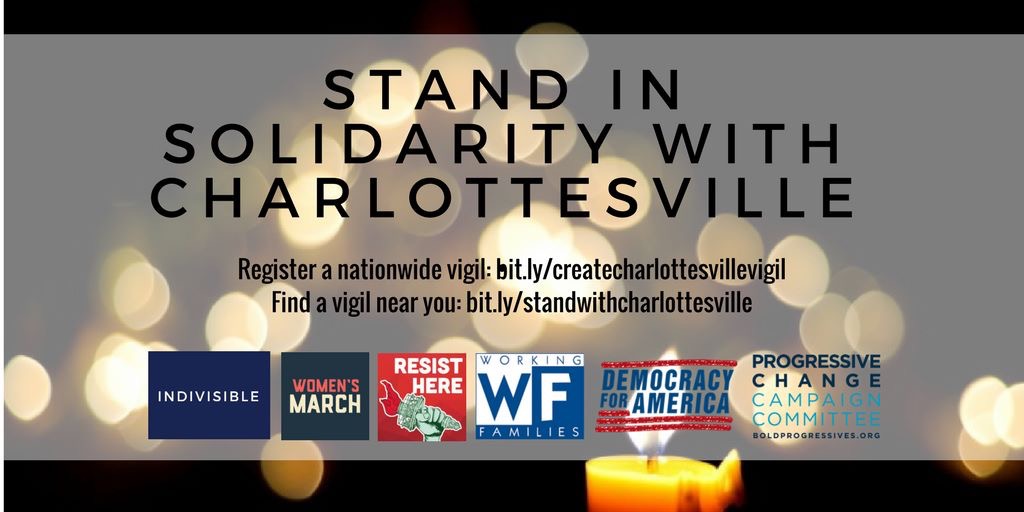 STAND IN
SOLIDARITY WITH
CHARLOTTESVILLE
Register a nationwide vigil: bit.ly/createcharlottesvillevigil
Find a vigil near you: bit.ly/standwithcharlottesville
INDIVISIBLE
WOMEN'S
MARCH
RESIST
HERE
WORKING
WF
FAMILIES
DEMOCRACY
FOR AMERICA
PROGRESSIVE
CHANGE
CAMPAIGN
COMMITTEE
BOLDPROGRESSIVES.ORG